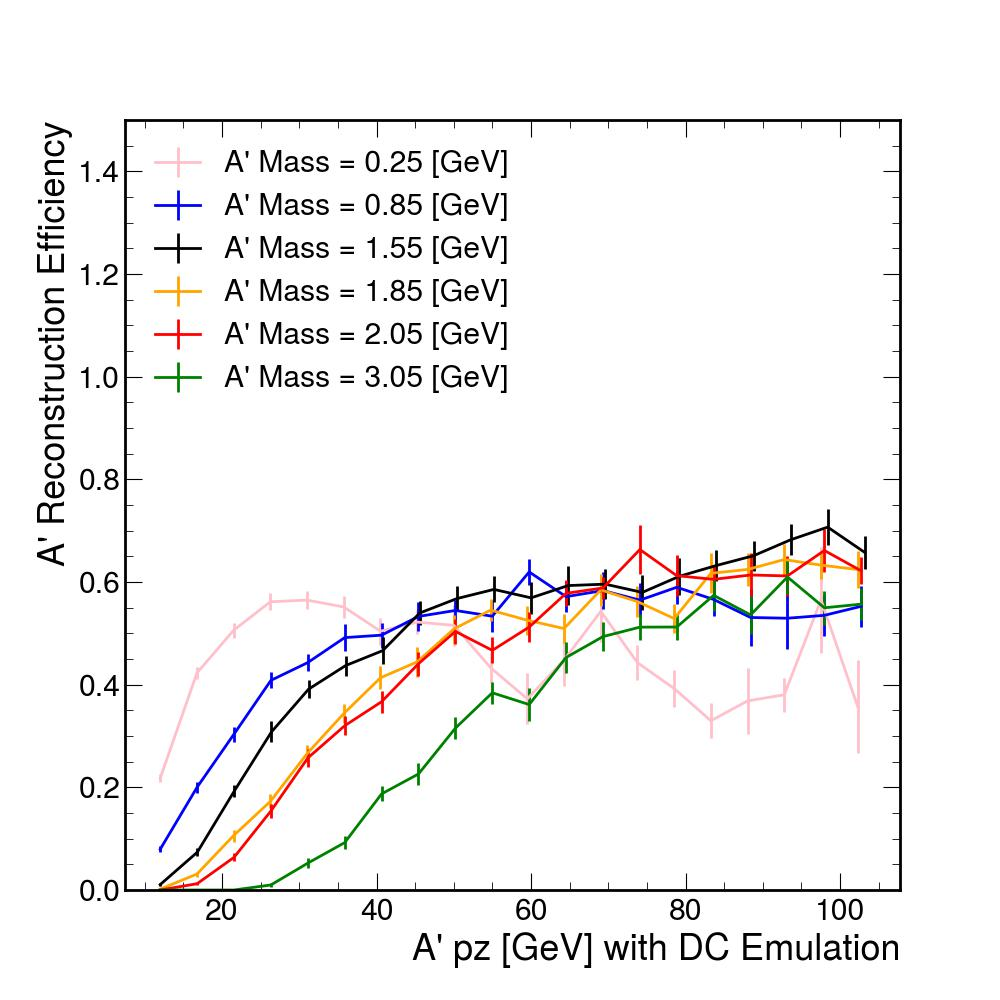 A' Reconstruction Efficiency
1.4
1.2
1.0
0.8
0.6
0.4
0.2
0.0
A' Mass = 0.25 [GeV]
A' Mass = 0.85 [GeV]
A' Mass = 1.55 [GeV]
A' Mass = 1.85 [GeV]
A' Mass = 2.05 [GeV]
A' Mass = 3.05 [GeV]
20 40 60 80 100
A' pz [GeV] with DC Emulation